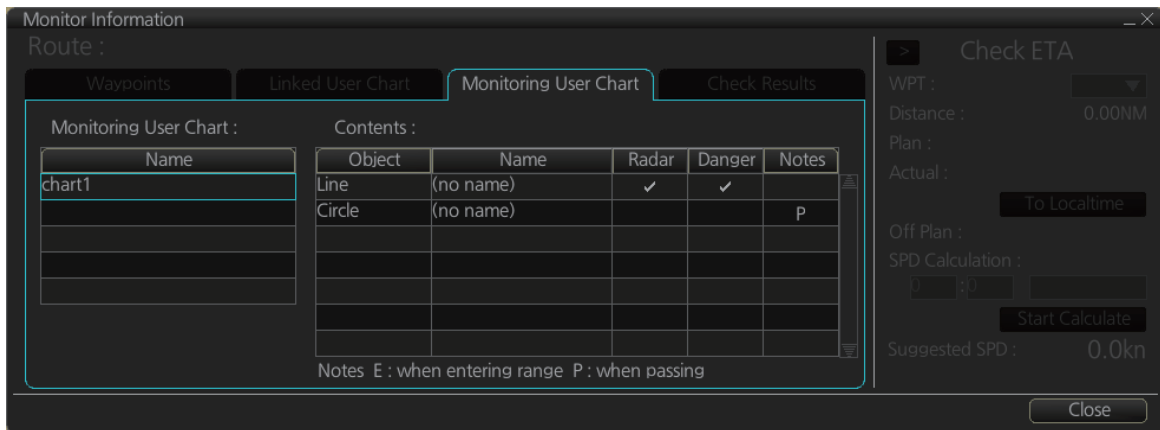 Monitor Information
Route :
Waypoints Linked User Chart Monitoring User Chart Check Results
Monitoring User Chart :
Name
chart1
Contents :
Object Name Radar Danger Notes
Line (no name) ✓ ✓
Circle (no name) P
Notes E : when entering range P : when passing
> Check ETA
WPT :
Distance : 0.00NM
Plan :
Actual :
To Localtime
Off Plan :
SPD Calculation :
0 :0
Start Calculate
Suggested SPD : 0.0kn
Close